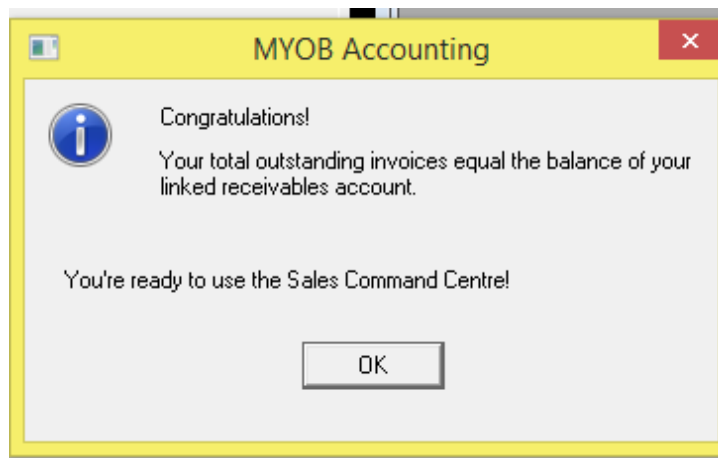 MYOB Accounting
Congratulations!
Your total outstanding invoices equal the balance of your
linked receivables account.
You're ready to use the Sales Command Centre!
OK